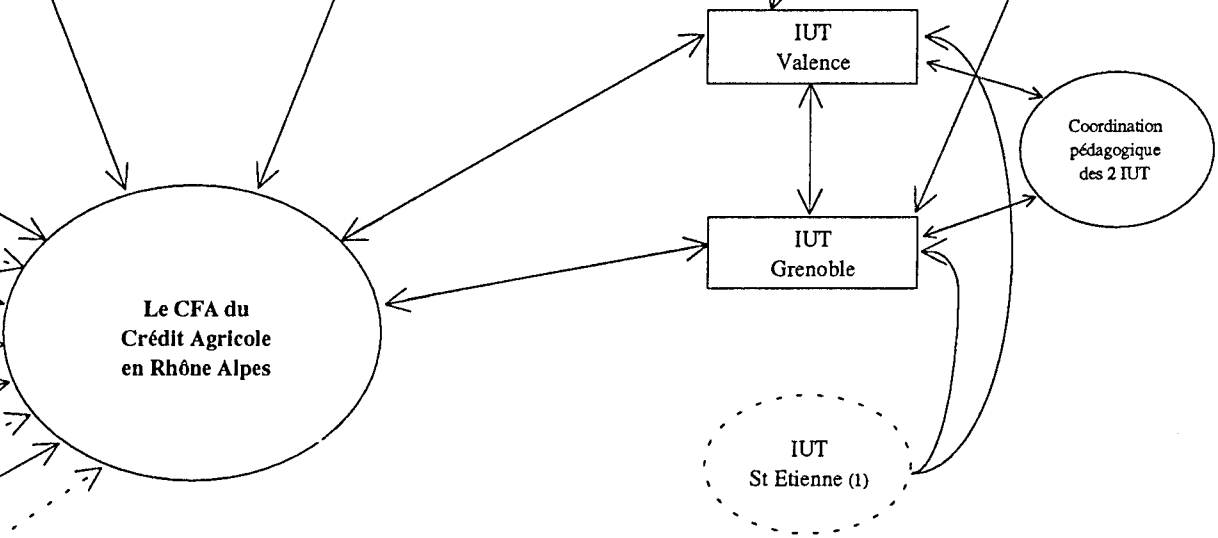 IUT
Valence
Coordination
pédagogique
des 2 IUT
IUT
Grenoble
Le CFA du
Crédit Agricole
en Rhône Alpes
IUT
St Etienne (1)